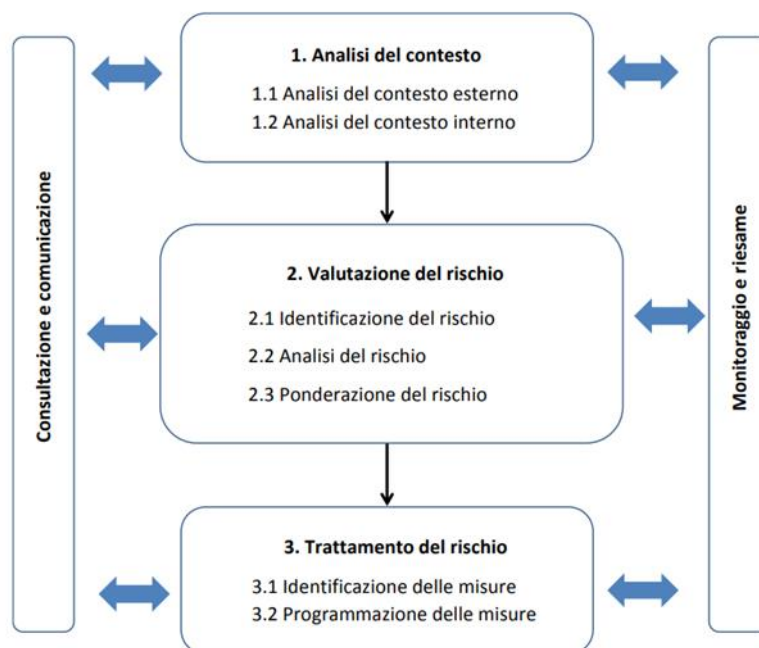 Consultazione e comunicazione
1. Analisi del contesto
1.1 Analisi del contesto esterno
1.2 Analisi del contesto interno
2. Valutazione del rischio
2.1 Identificazione del rischio
2.2 Analisi del rischio
2.3 Ponderazione del rischio
3. Trattamento del rischio
3.1 Identificazione delle misure
3.2 Programmazione delle misure
Monitoraggio e riesame